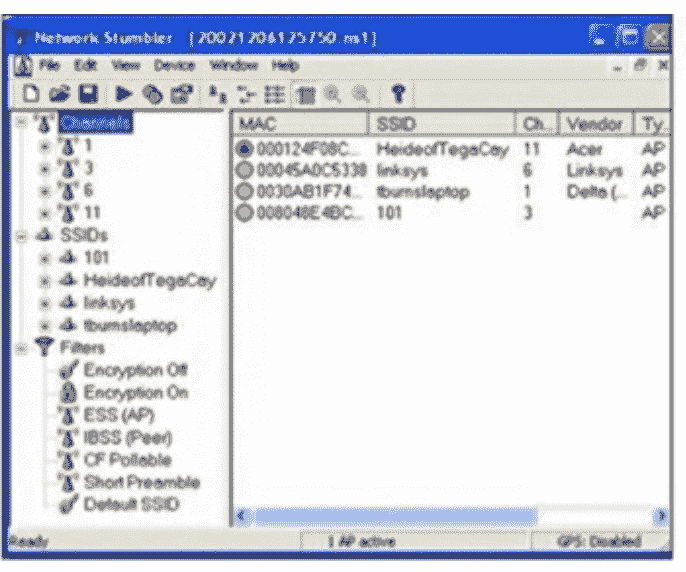 Network Stumbler - [20021206175750.ns1]
File Edit View Device Window Help
Channels
1
3
6
11
SSIDs
101
HeideofTegaCay
linksys
tburnslaptop
Filters
Encryption Off
Encryption On
ESS (AP)
IBSS (Peer)
CF Pollable
Short Preamble
Default SSID
MAC SSID Ch... Vendor Ty
000124F08C... HeideofTegaCay 11 Acer AP
00045A0C5338 linksys 6 Linksys AP
0030AB1F74... tburnslaptop 1 Delta (... AP
008048E4BC... 101 3 AP
Ready 1 AP active GPS: Disabled